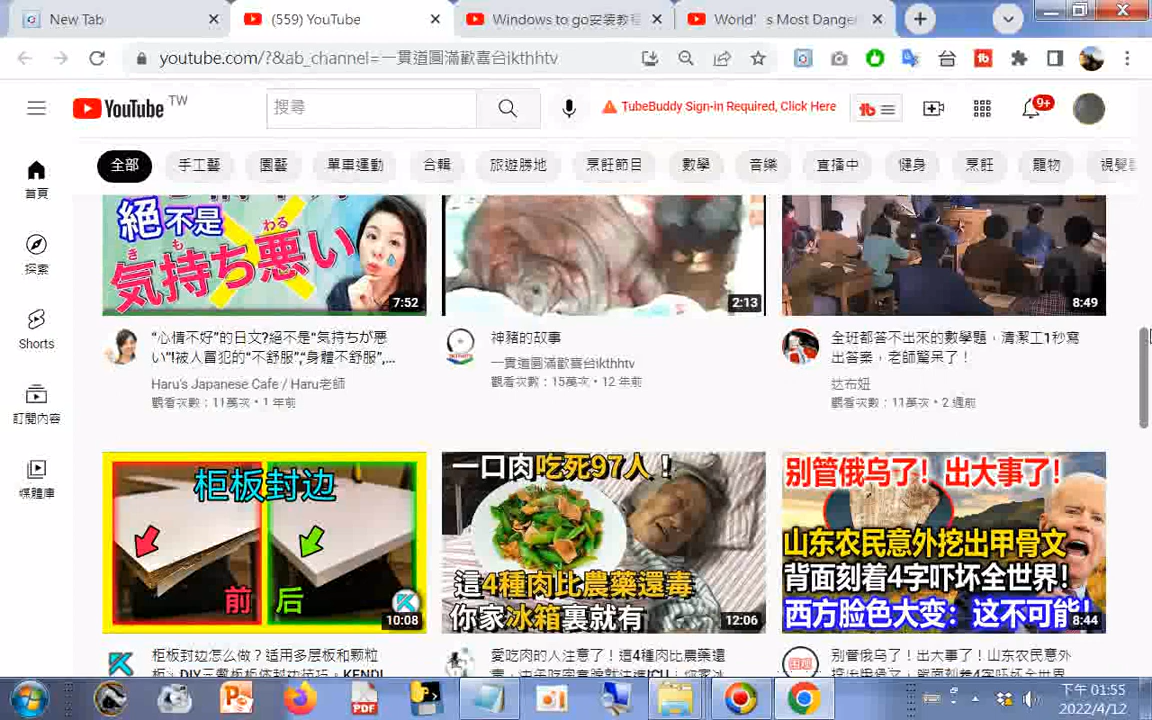 New Tab
(559) YouTube
Windows to go安装教程
World's Most Dange
youtube.com/?&ab_channel=一貫道圓滿歡喜台ikthhtv
YouTube TW
搜尋
TubeBuddy Sign-in Required, Click Here
tb
9+
全部
手工藝
園藝
單車運動
合輯
旅遊勝地
烹飪節目
數學
音樂
直播中
健身
烹飪
寵物
視覺
首頁
探索
Shorts
訂閱內容
媒體庫
絕不是
きもわる
気持ち悪い
7:52
2:13
8:49
“心情不好”的日文?絕不是“気持ちが悪
い”!被人冒犯的“不舒服”,“身體不舒服”,...
Haru's Japanese Cafe / Haru老師
觀看次數：11萬次 • 1 年前
神豬的故事
一貫道圓滿歡喜台ikthhtv
觀看次數：15萬次 • 12 年前
全班都答不出來的數學題，清潔工1秒寫
出答案，老師驚呆了！
达布妞
觀看次數：11萬次 • 2 週前
柜板封边
前
后
10:08
一口肉吃死97人！
這4種肉比農藥還毒
你家冰箱裏就有
12:06
别管俄乌了！出大事了！
山东农民意外挖出甲骨文
背面刻着4字吓坏全世界！
西方脸色大变：这不可能！
8:44
柜板封边怎么做？适用多层板和颗粒
愛吃肉的人注意了！這4種肉比農藥還
别管俄乌了！出大事了！山东农民意外
PDF
下午 01:55
2022/4/12